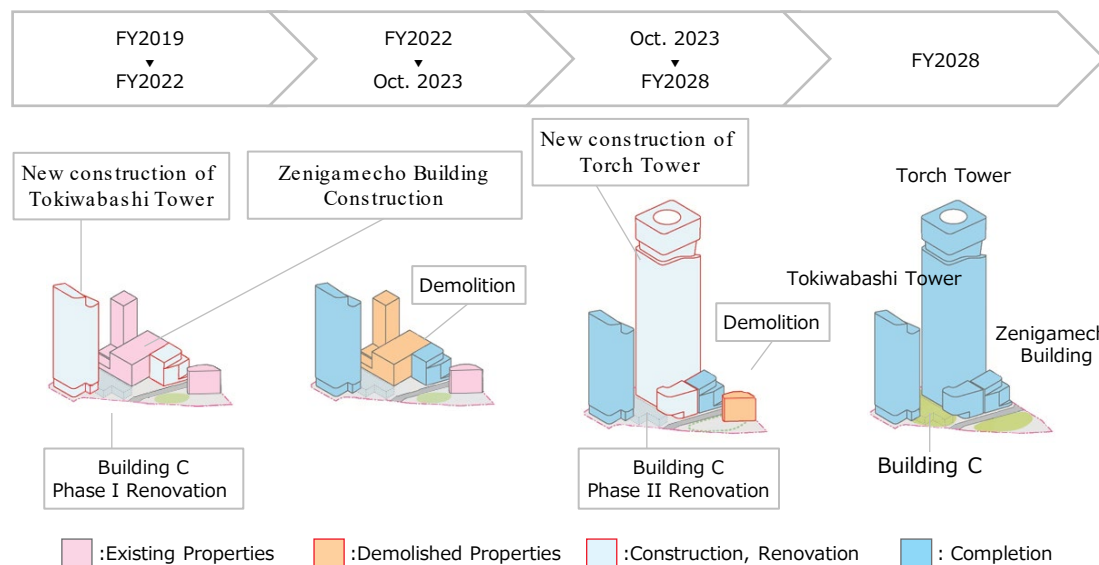 FY2019
▼
FY2022
FY2022
▼
Oct. 2023
Oct. 2023
▼
FY2028
FY2028
New construction of
Tokiwabashi Tower
Zenigamecho Building
Construction
Demolition
New construction of
Torch Tower
Demolition
Torch Tower
Tokiwabashi Tower
Zenigamech
Building
Building C
Phase I Renovation
Building C
Phase II Renovation
Building C
:Existing Properties
:Demolished Properties
:Construction, Renovation
: Completion